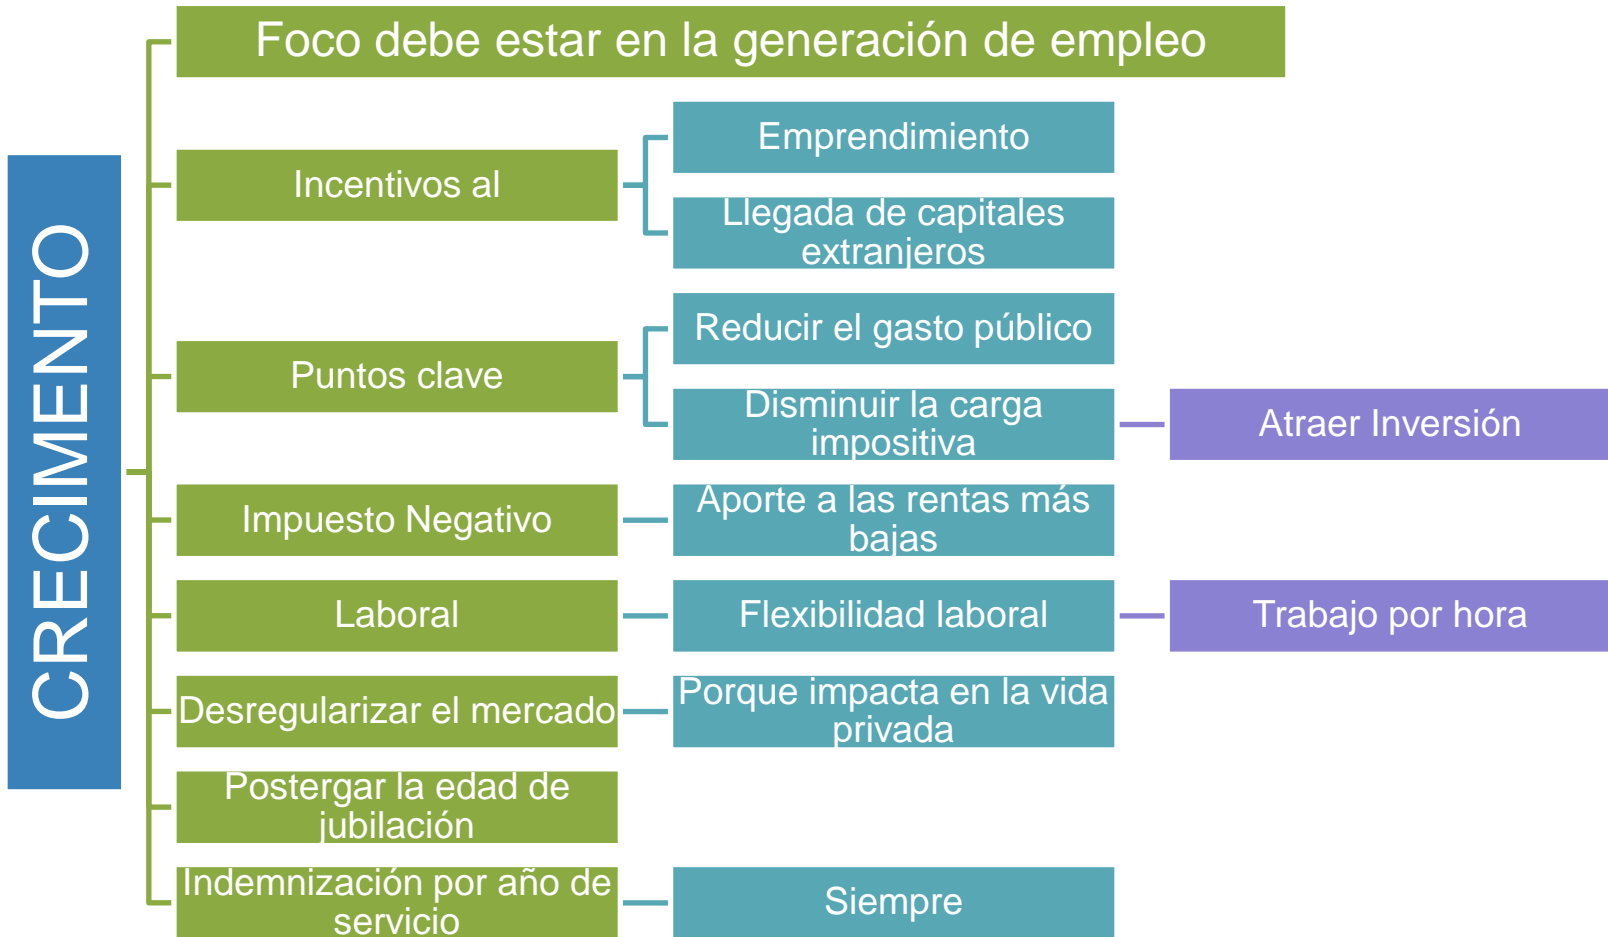 CRECIMENTO
Foco debe estar en la generación de empleo
Incentivos al
Emprendimiento
Llegada de capitales
extranjeros
Puntos clave
Reducir el gasto público
Disminuir la carga
impositiva
Atraer Inversión
Impuesto Negativo
Aporte a las rentas más
bajas
Laboral
Flexibilidad laboral
Trabajo por hora
Desregularizar el mercado
Porque impacta en la vida
privada
Postergar la edad de
jubilación
Indemnización por año de
servicio
Siempre